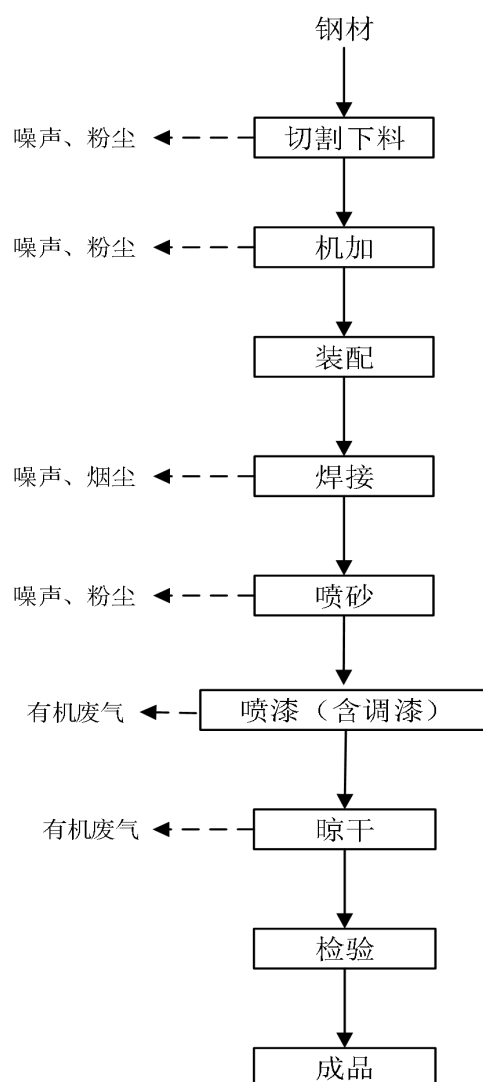 钢材
噪声、粉尘
切割下料
噪声、粉尘
机加
装配
噪声、烟尘
焊接
噪声、粉尘
喷砂
有机废气
喷漆（含调漆）
有机废气
晾干
检验
成品